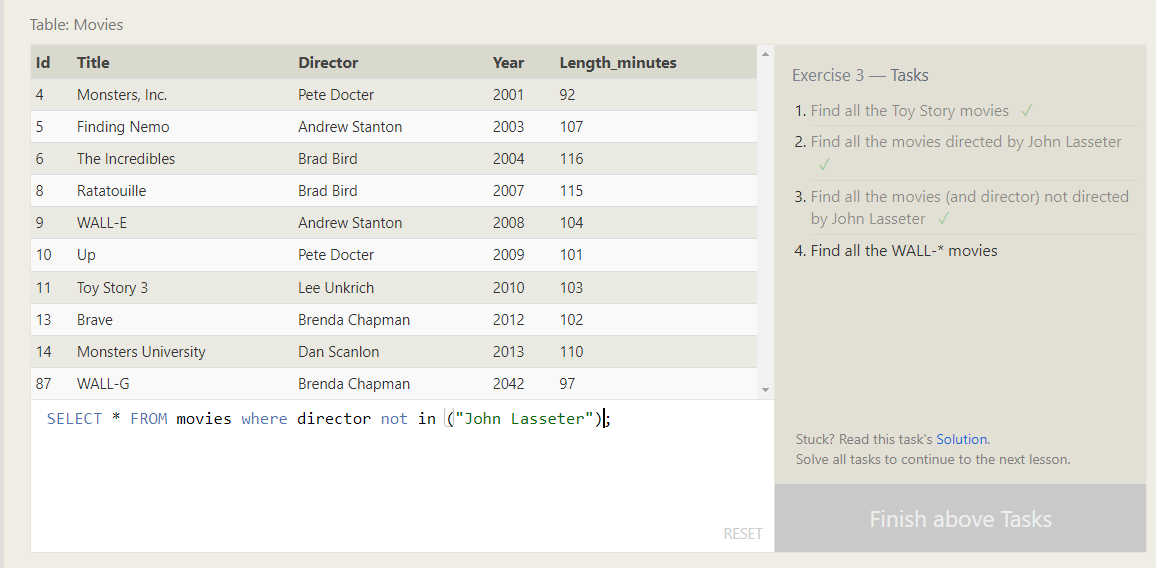 Table: Movies
Id Title Director Year Length_minutes
4 Monsters, Inc. Pete Docter 2001 92
5 Finding Nemo Andrew Stanton 2003 107
6 The Incredibles Brad Bird 2004 116
8 Ratatouille Brad Bird 2007 115
9 WALL-E Andrew Stanton 2008 104
10 Up Pete Docter 2009 101
11 Toy Story 3 Lee Unkrich 2010 103
13 Brave Brenda Chapman 2012 102
14 Monsters University Dan Scanlon 2013 110
87 WALL-G Brenda Chapman 2042 97
SELECT * FROM movies where director not in ("John Lasseter");
RESET
Exercise 3 — Tasks
1. Find all the Toy Story movies ✓
2. Find all the movies directed by John Lasseter
✓
3. Find all the movies (and director) not directed
by John Lasseter ✓
4. Find all the WALL-* movies
Stuck? Read this task's Solution.
Solve all tasks to continue to the next lesson.
Finish above Tasks